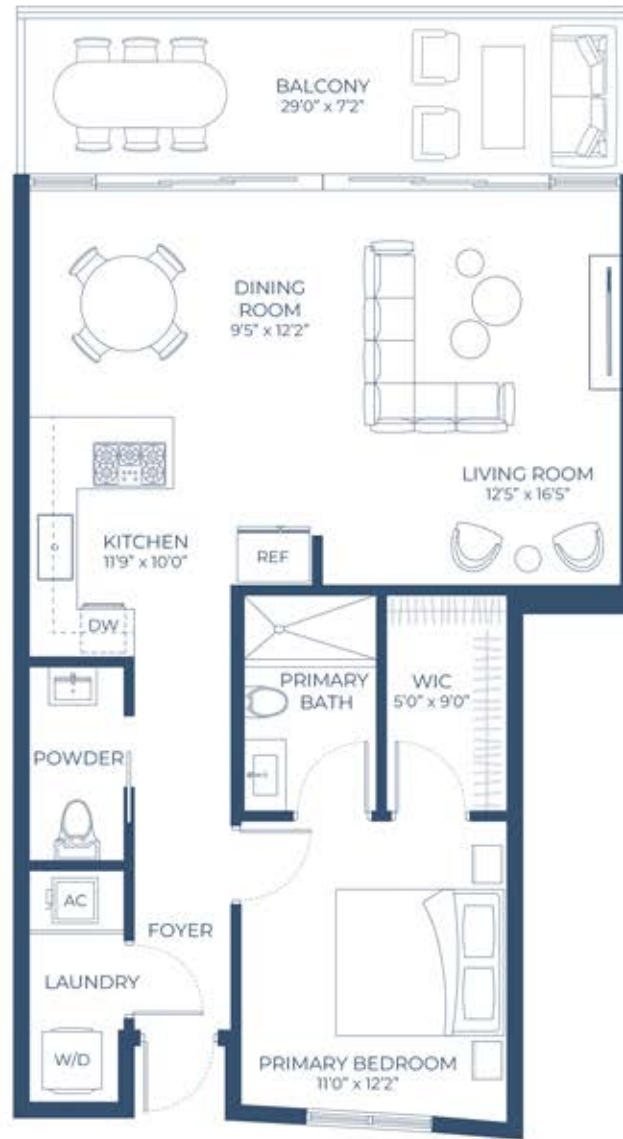 BALCONY
29'0" x 7'2"
DINING
ROOM
9'5" x 12'2"
LIVING ROOM
12'5" x 16'5"
KITCHEN
11'9" x 10'0"
REF
DW
PRIMARY
BATH
WIC
5'0" x 9'0"
POWDER
AC
FOYER
LAUNDRY
W/D
PRIMARY BEDROOM
11'0" x 12'2"